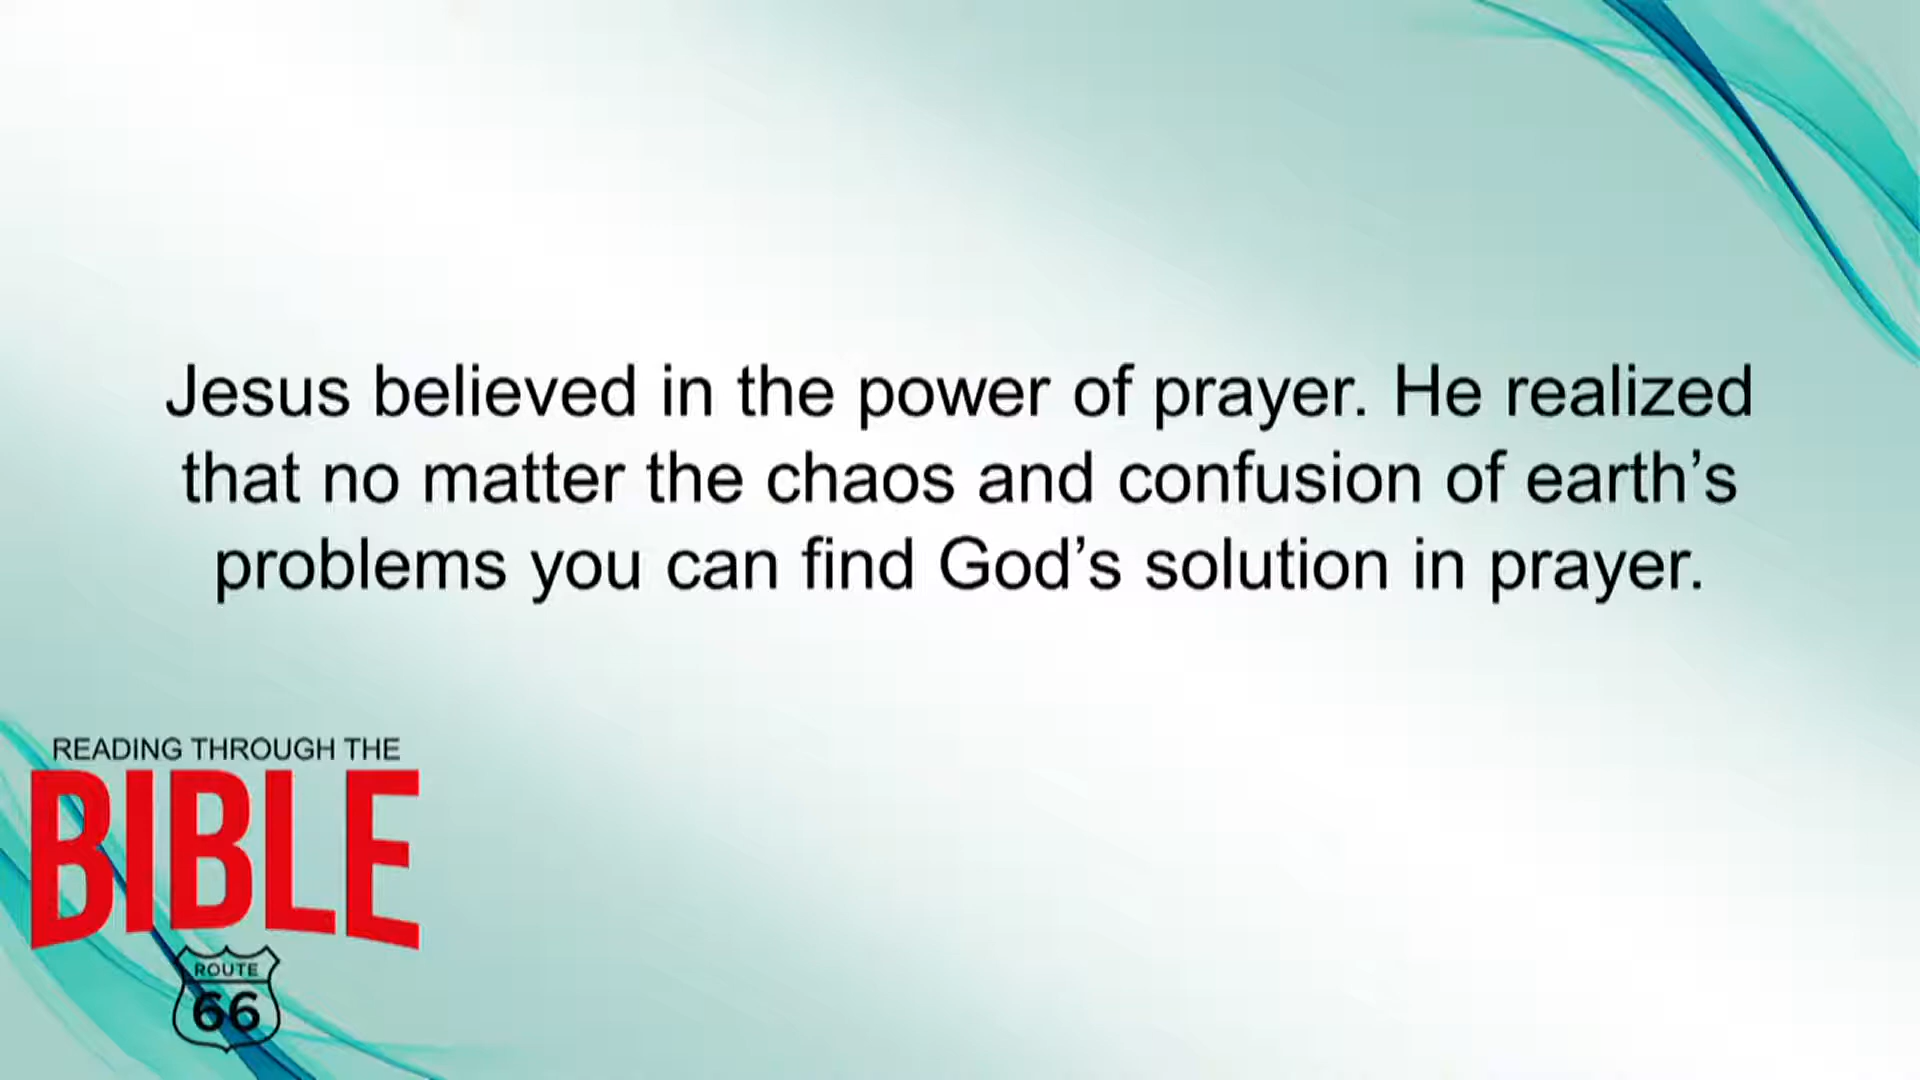 Jesus believed in the power of prayer. He realized
that no matter the chaos and confusion of earth’s
problems you can find God’s solution in prayer.
READING THROUGH THE
BIBLE
ROUTE
66